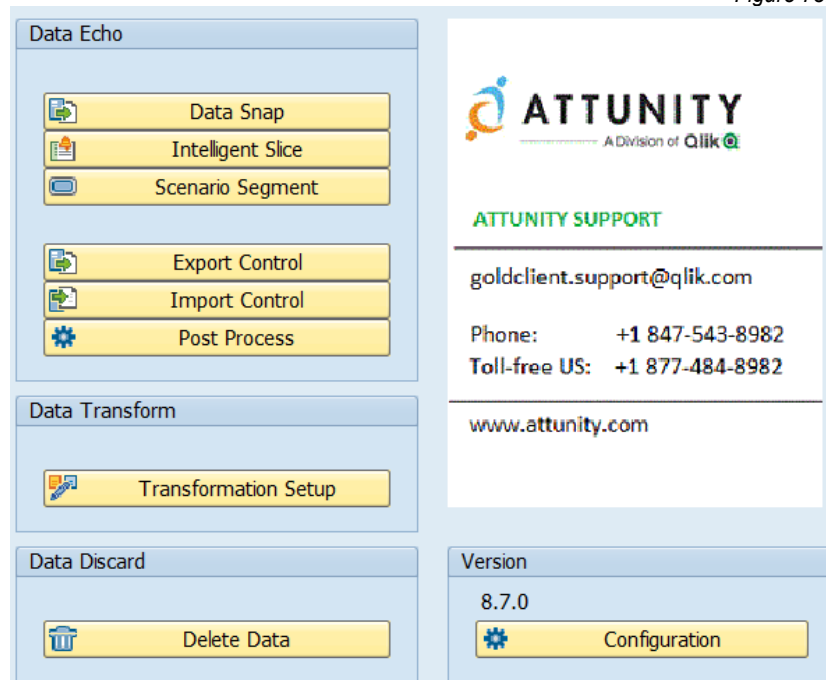 Data Echo
Data Snap
Intelligent Slice
Scenario Segment
Export Control
Import Control
Post Process
Data Transform
Transformation Setup
Data Discard
Delete Data
ATTUNITY
A Division of Qlik
ATTUNITY SUPPORT
goldclient.support@qlik.com
Phone: +1 847-543-8982
Toll-free US: +1 877-484-8982
www.attunity.com
Version
8.7.0
Configuration